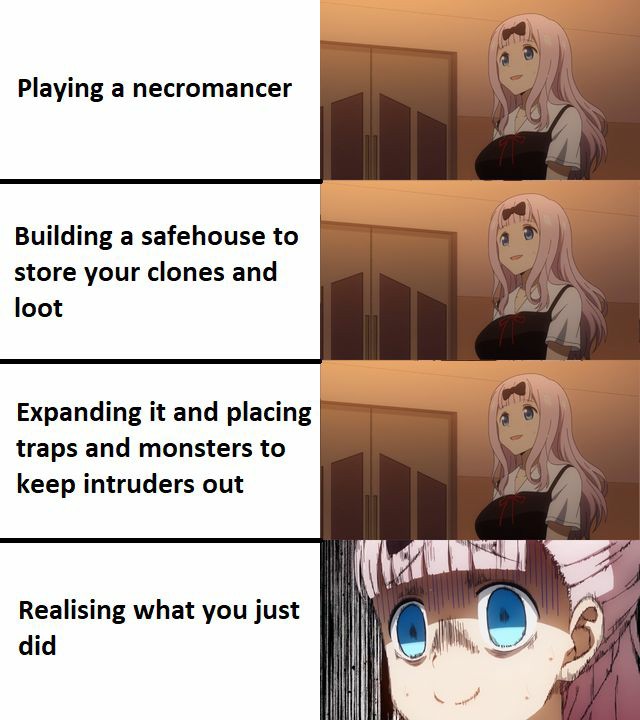 Playing a necromancer
Building a safehouse to
store your clones and
loot
Expanding it and placing
traps and monsters to
keep intruders out
Realising what you just
did